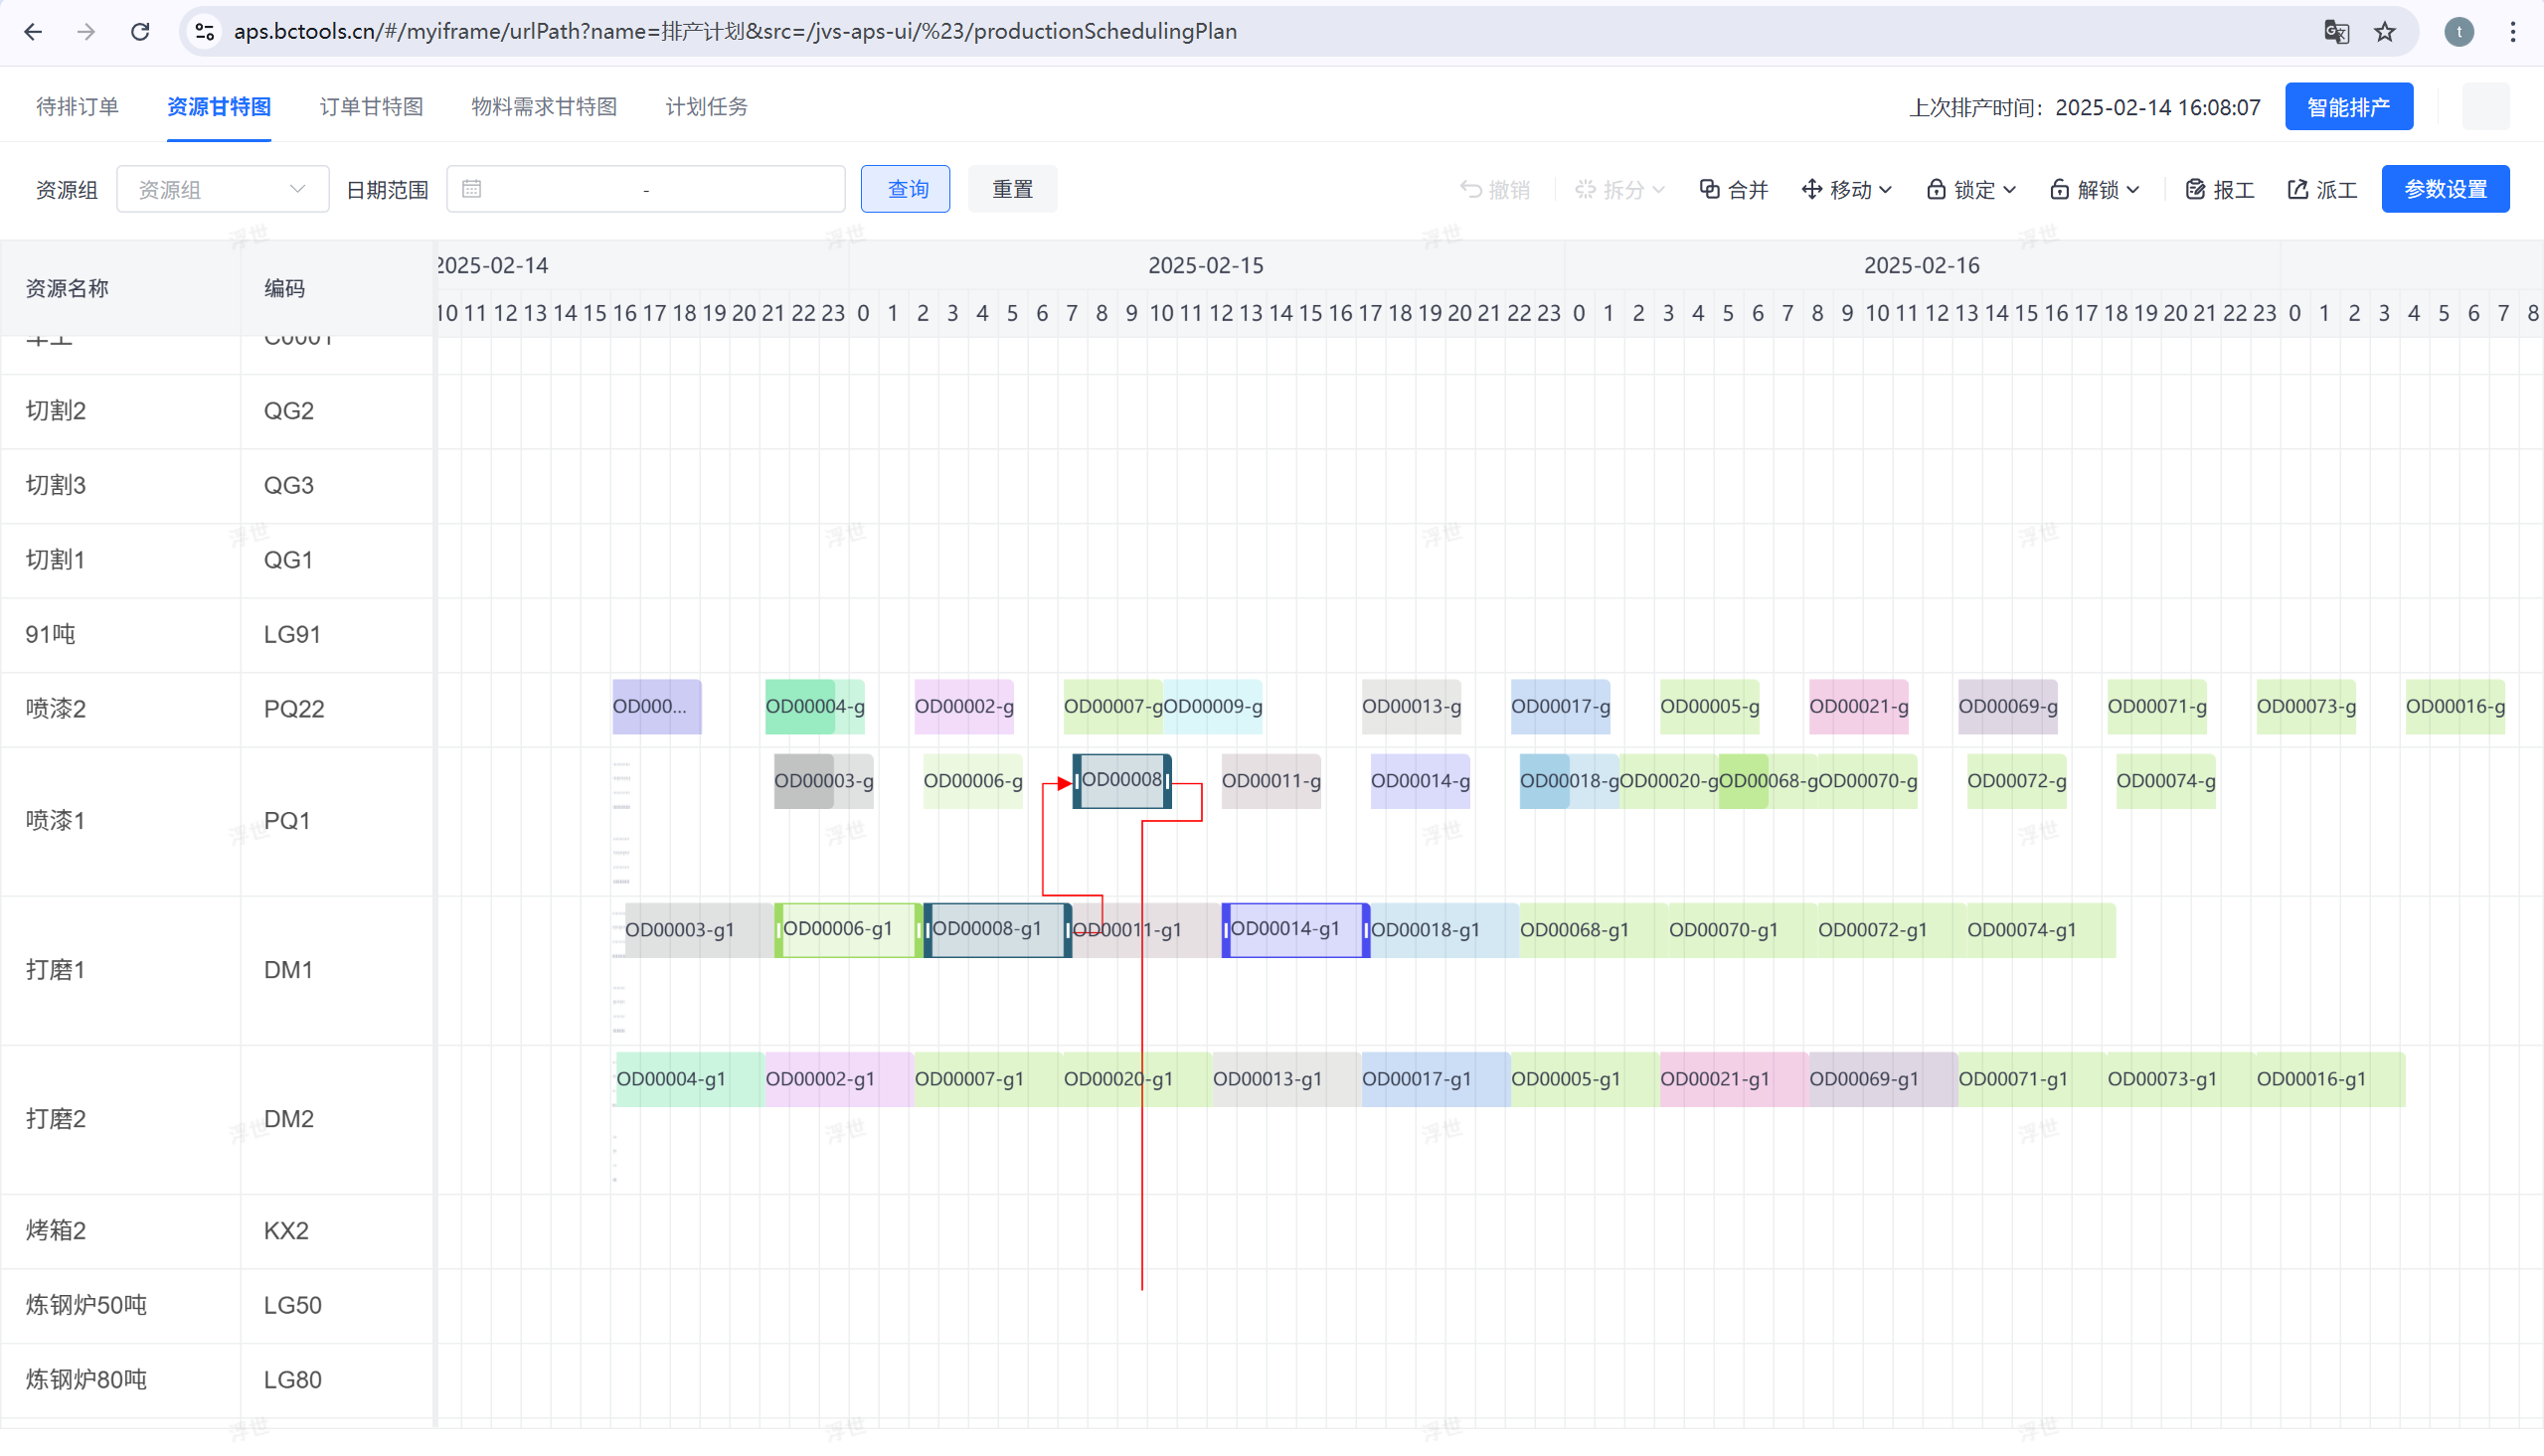 aps.bctools.cn/#/myiframe/urlPath?name=排产计划&src=/jvs-aps-ui/%23/productionSchedulingPlan
t
待排订单 资源甘特图 订单甘特图 物料需求甘特图 计划任务 上次排产时间：2025-02-14 16:08:07 智能排产
资源组 资源组 日期范围 - 查询 重置 撤销 拆分 合并 移动 锁定 解锁 报工 派工 参数设置
资源名称 编码
2025-02-14 2025-02-15 2025-02-16
10 11 12 13 14 15 16 17 18 19 20 21 22 23 0 1 2 3 4 5 6 7 8 9 10 11 12 13 14 15 16 17 18 19 20 21 22 23 0 1 2 3 4 5 6 7 8 9 10 11 12 13 14 15 16 17 18 19 20 21 22 23 0 1 2 3 4 5 6 7 8
C0001
切割2 QG2
切割3 QG3
切割1 QG1
91吨 LG91
喷漆2 PQ22 OD000... OD00004-g OD00002-g OD00007-g OD00009-g OD00013-g OD00017-g OD00005-g OD00021-g OD00069-g OD00071-g OD00073-g OD00016-g
喷漆1 PQ1 OD00003-g OD00006-g OD00008 OD00011-g OD00014-g OD00018-g OD00020-g OD00068-g OD00070-g OD00072-g OD00074-g
打磨1 DM1 OD00003-g1 OD00006-g1 OD00008-g1 OD00011-g1 OD00014-g1 OD00018-g1 OD00068-g1 OD00070-g1 OD00072-g1 OD00074-g1
打磨2 DM2 OD00004-g1 OD00002-g1 OD00007-g1 OD00020-g1 OD00013-g1 OD00017-g1 OD00005-g1 OD00021-g1 OD00069-g1 OD00071-g1 OD00073-g1 OD00016-g1
烤箱2 KX2
炼钢炉50吨 LG50
炼钢炉80吨 LG80
浮世